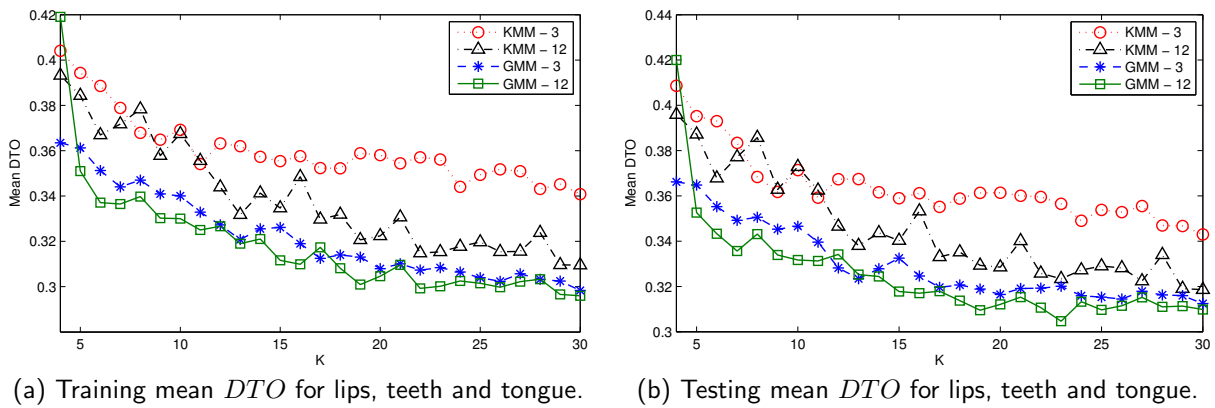 0.42
0.4
0.38
0.36
0.34
0.32
0.3
Mean DTO
5 10 15 20 25 30
K
KMM − 3
KMM − 12
GMM − 3
GMM − 12
(a) Training mean DTO for lips, teeth and tongue.
0.44
0.42
0.4
0.38
0.36
0.34
0.32
0.3
Mean DTO
5 10 15 20 25 30
K
KMM − 3
KMM − 12
GMM − 3
GMM − 12
(b) Testing mean DTO for lips, teeth and tongue.